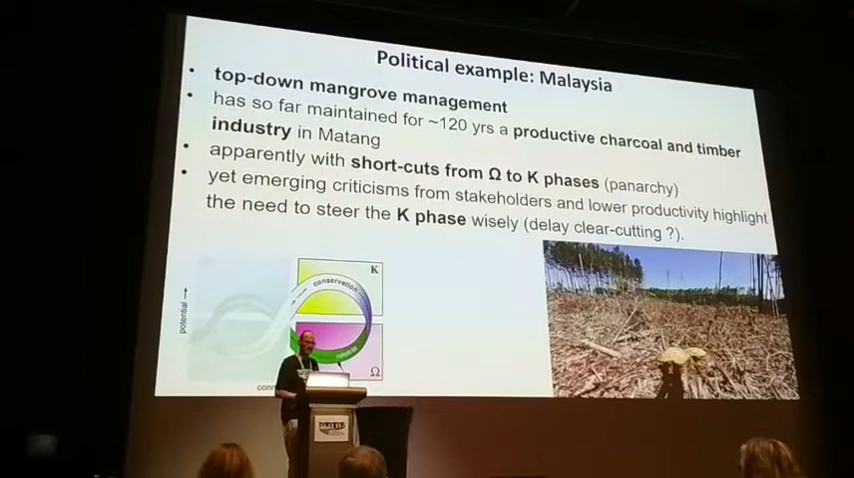 Political example: Malaysia
• top-down mangrove management
• has so far maintained for ~120 yrs a productive charcoal and timber
industry in Matang
• apparently with short-cuts from Ω to K phases (panarchy)
• yet emerging criticisms from stakeholders and lower productivity highlight
the need to steer the K phase wisely (delay clear-cutting ?).
K
conservation
potential
release
Ω